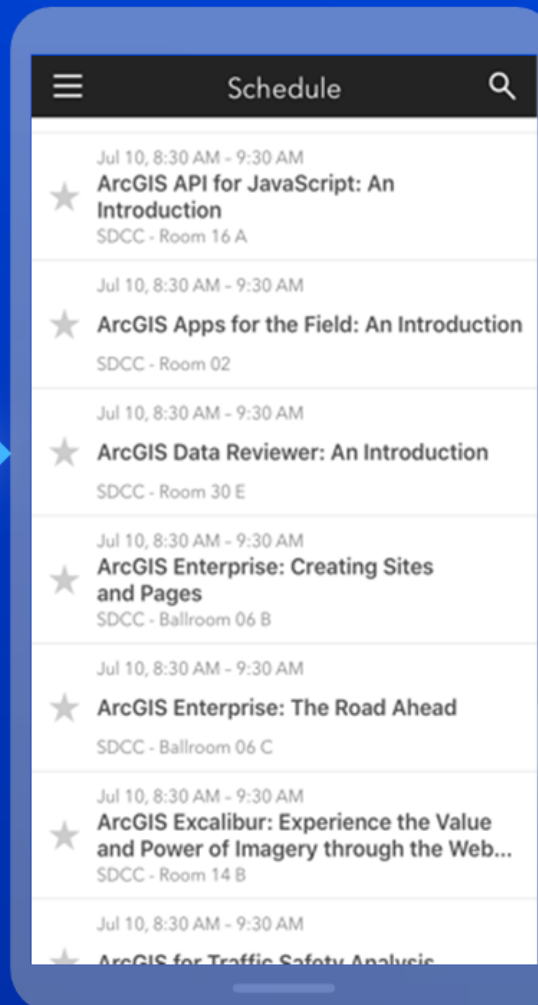 Schedule
Jul 10, 8:30 AM - 9:30 AM
ArcGIS API for JavaScript: An
Introduction
SDCC - Room 16 A
Jul 10, 8:30 AM - 9:30 AM
ArcGIS Apps for the Field: An Introduction
SDCC - Room 02
Jul 10, 8:30 AM - 9:30 AM
ArcGIS Data Reviewer: An Introduction
SDCC - Room 30 E
Jul 10, 8:30 AM - 9:30 AM
ArcGIS Enterprise: Creating Sites
and Pages
SDCC - Ballroom 06 B
Jul 10, 8:30 AM - 9:30 AM
ArcGIS Enterprise: The Road Ahead
SDCC - Ballroom 06 C
Jul 10, 8:30 AM - 9:30 AM
ArcGIS Excalibur: Experience the Value
and Power of Imagery through the Web...
SDCC - Room 14 B
Jul 10, 8:30 AM - 9:30 AM
ArcGIS for Traffic Safety Analysis